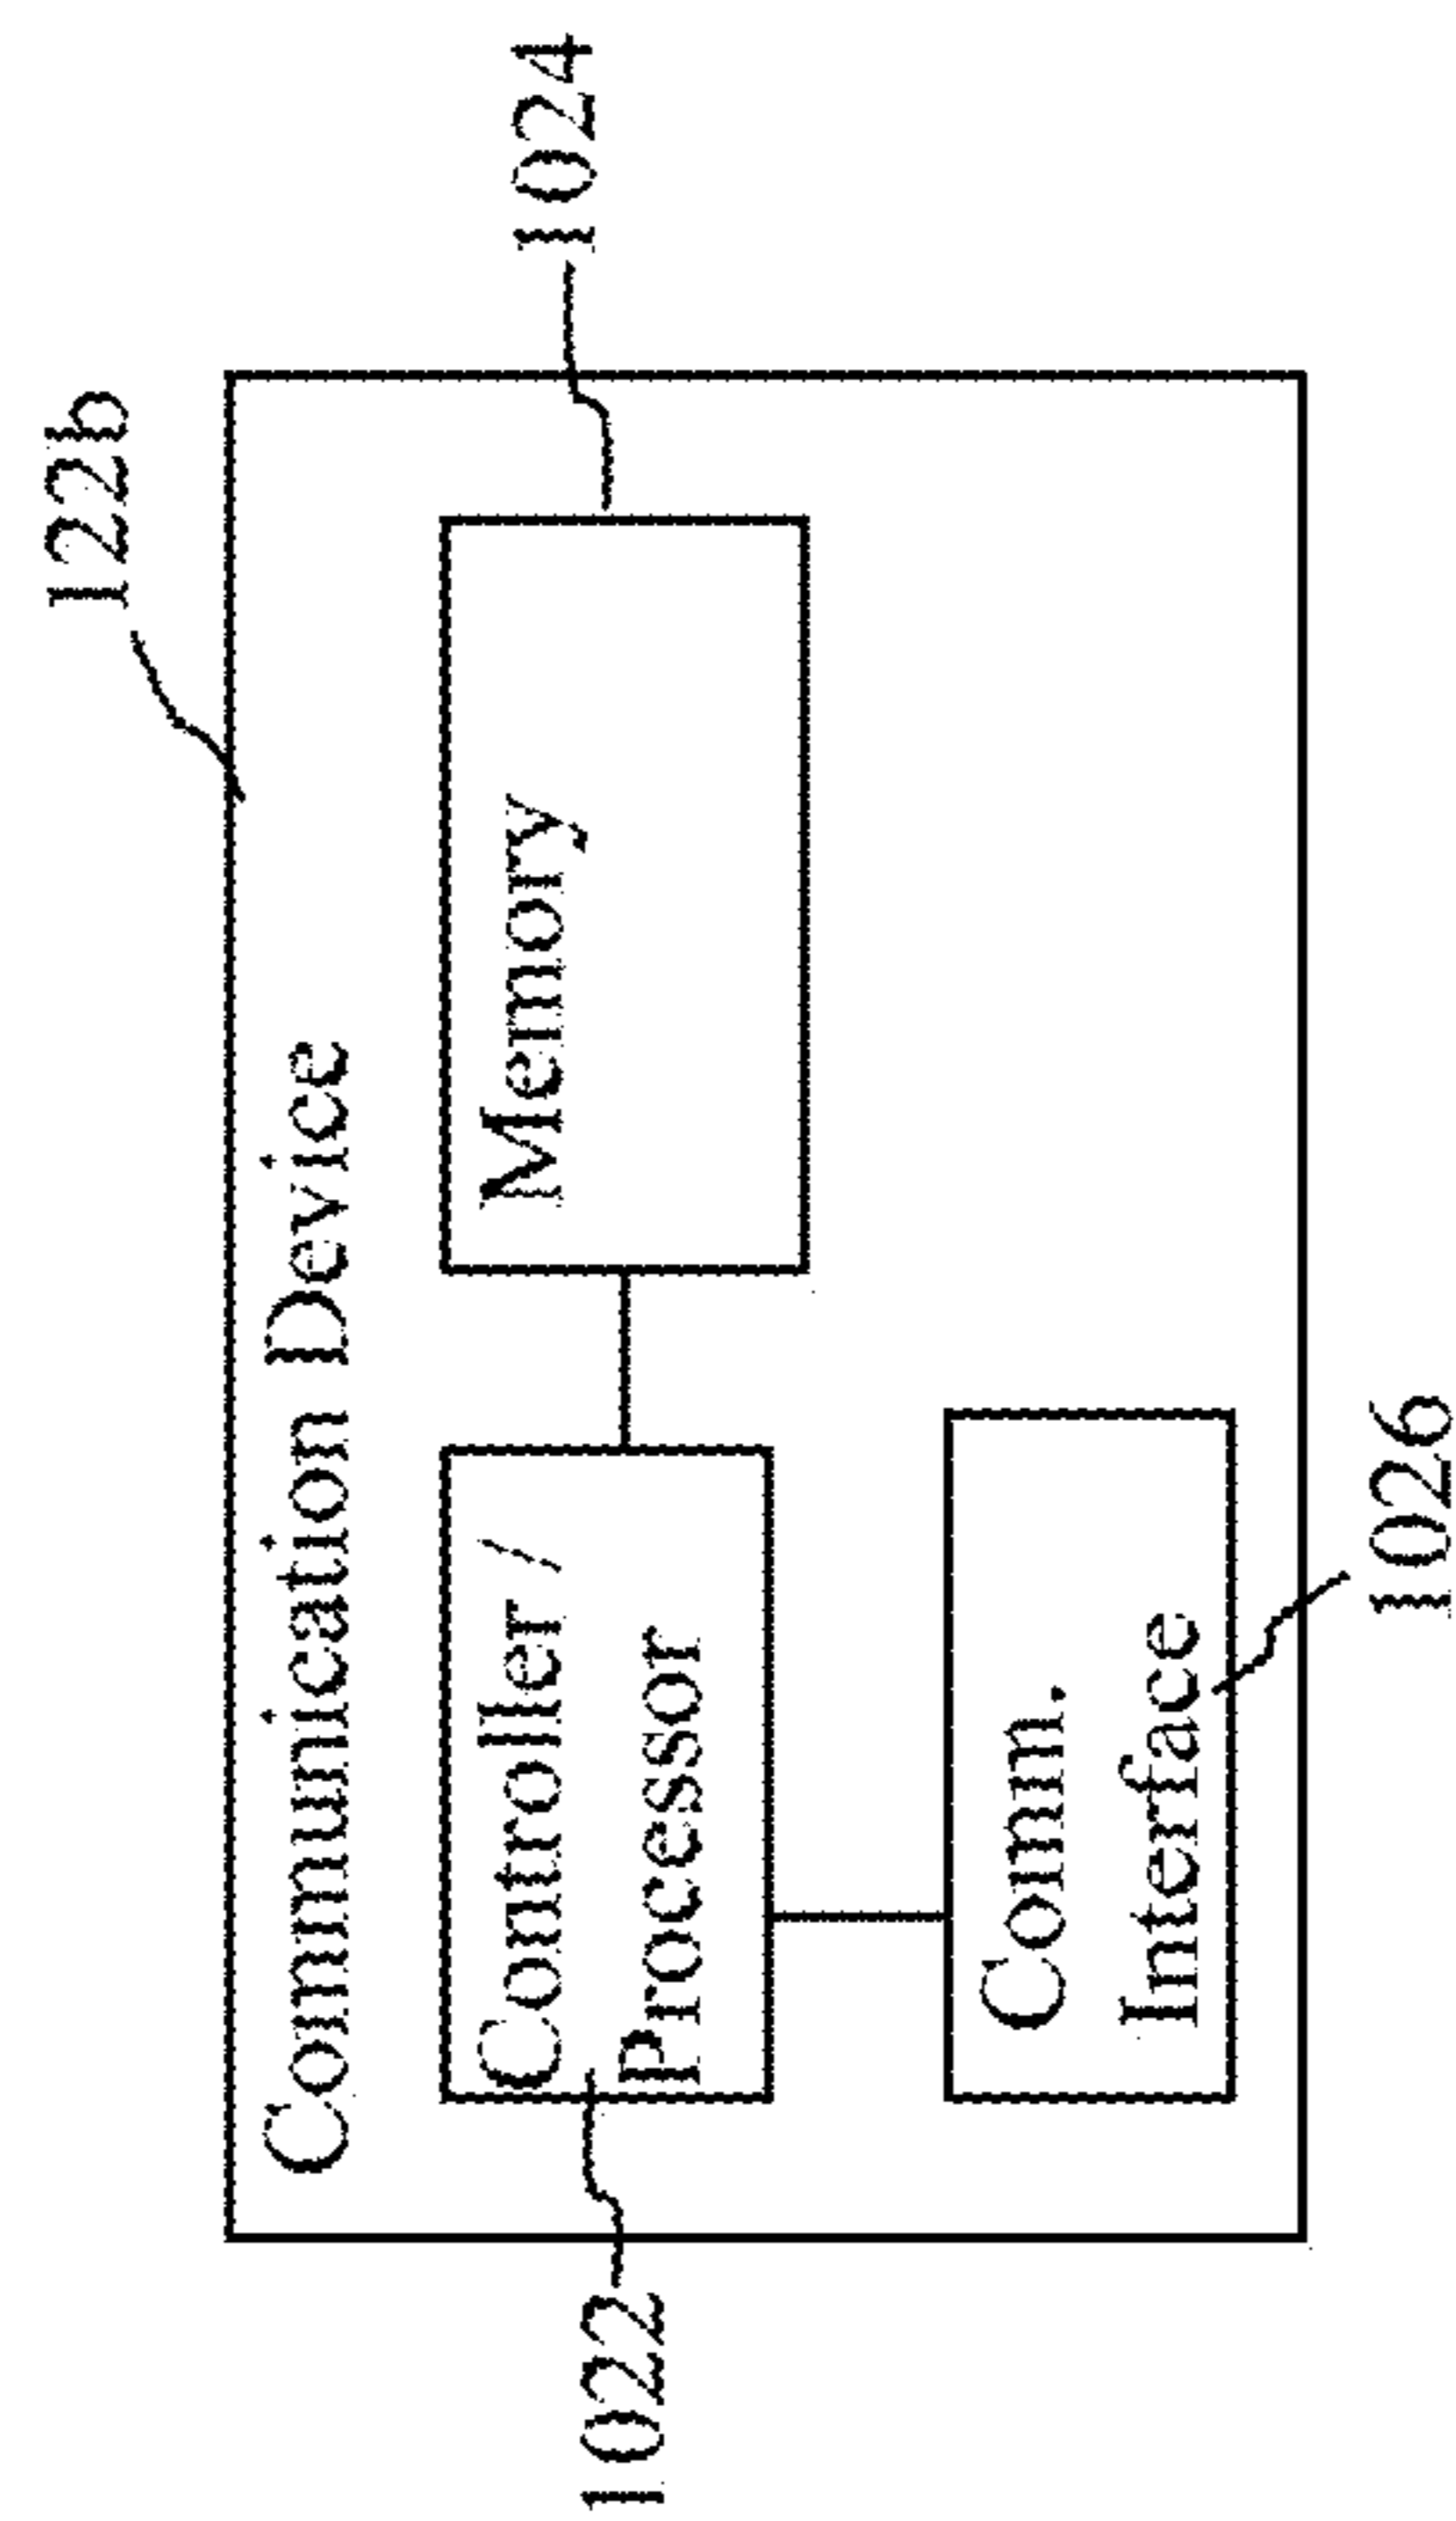 122b
Communication Device
1022
Controller /
Processor
Memory
1024
Comm.
Interface
1026